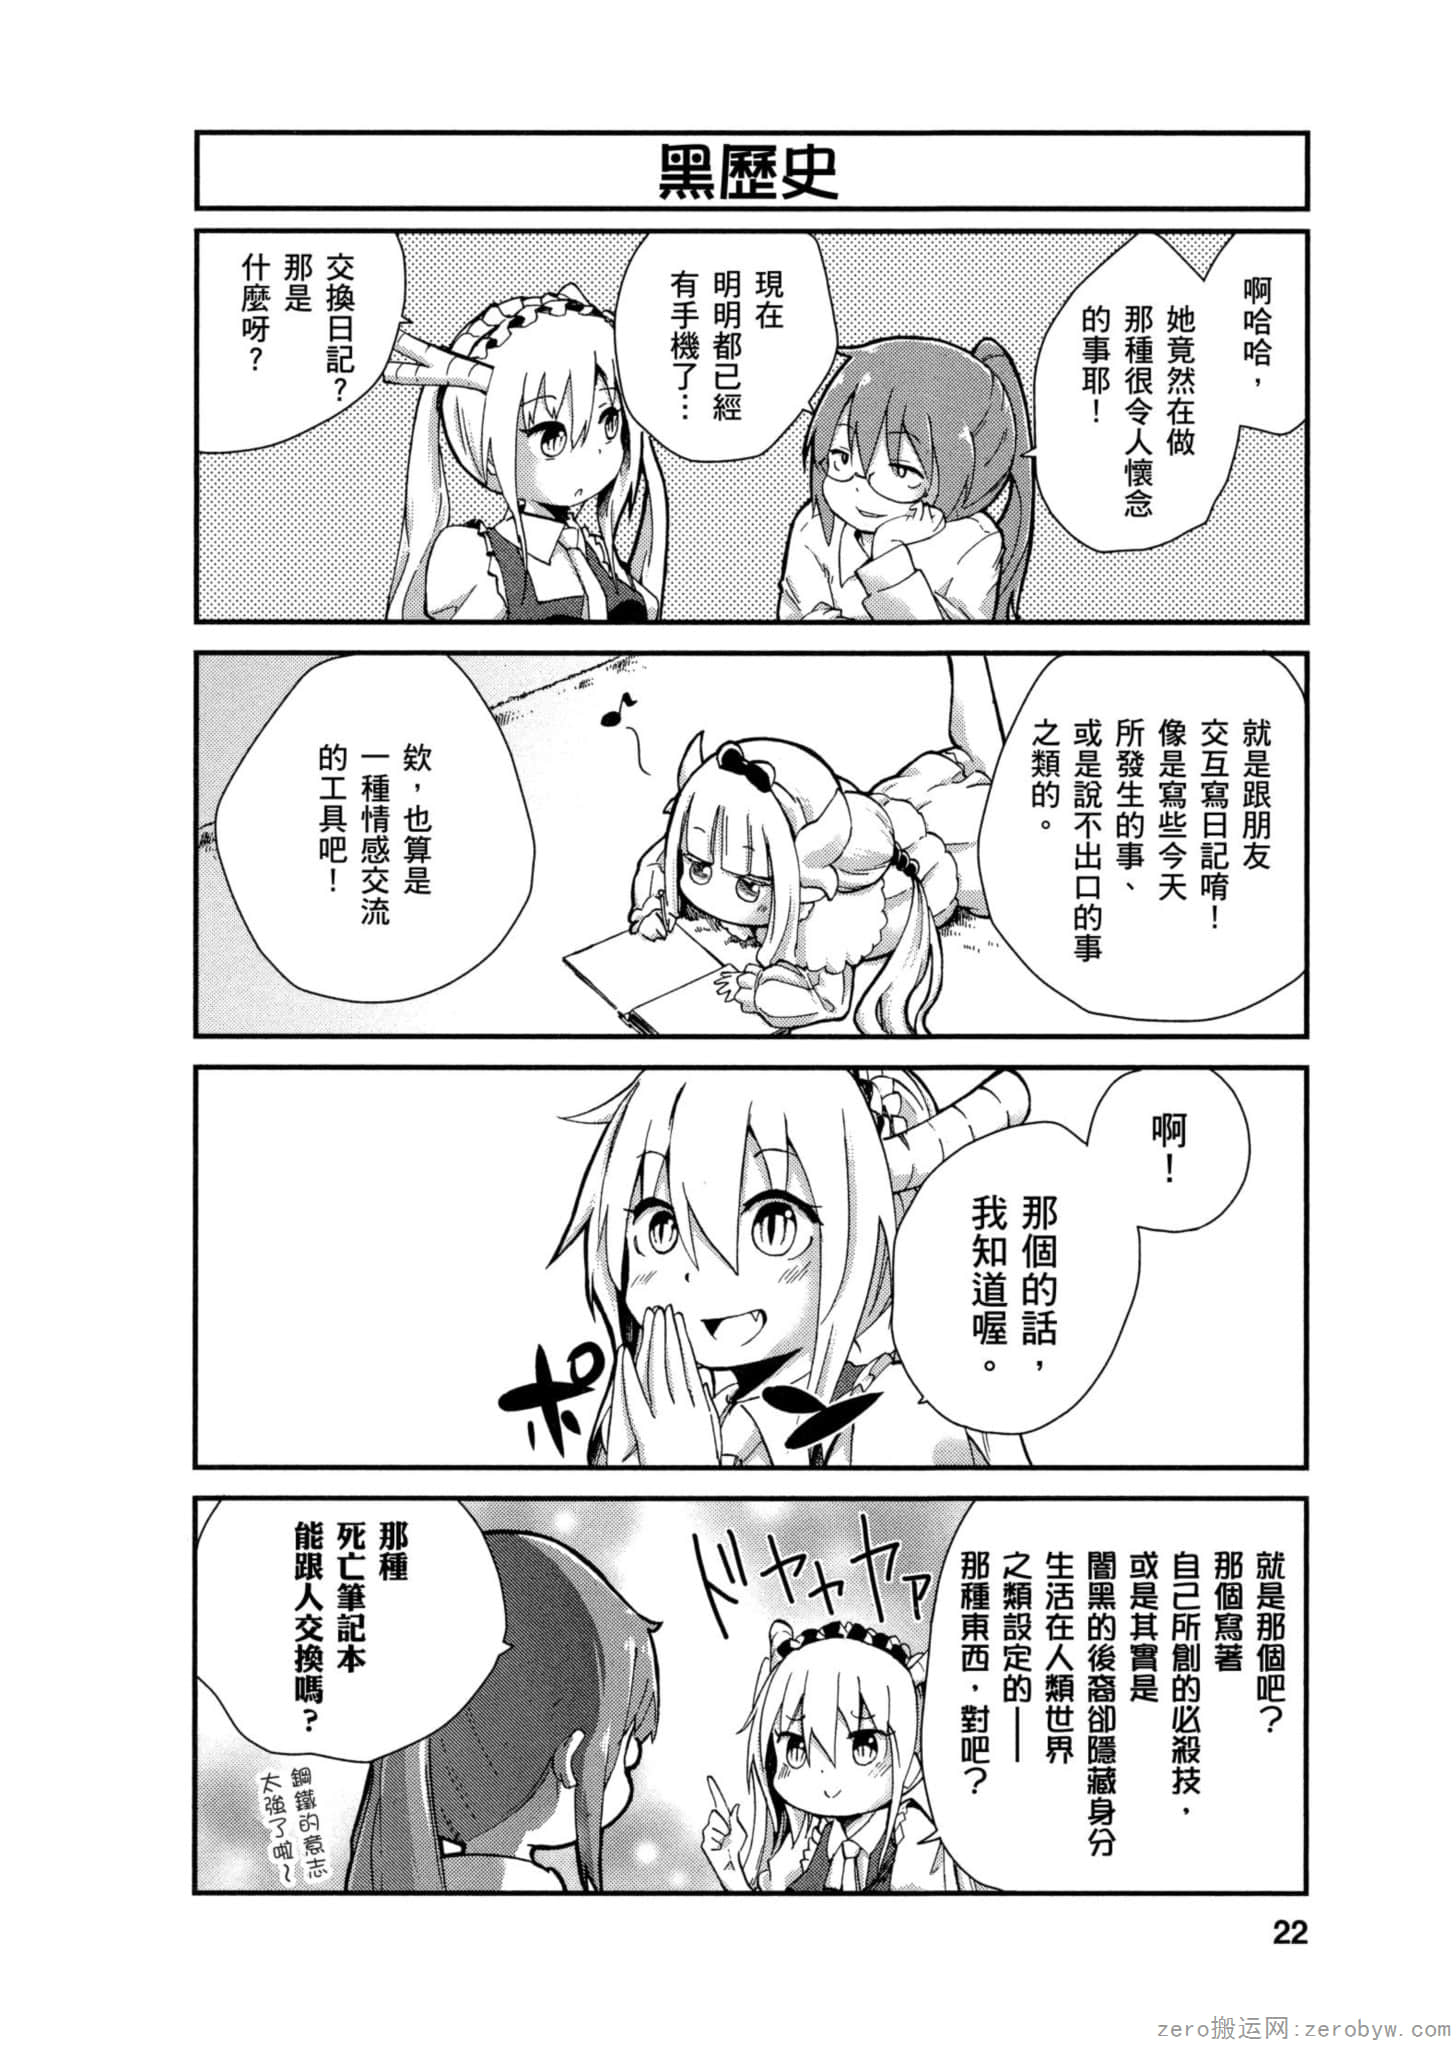 黑歷史
啊哈哈，
她竟然在做
那種很令人懷念
的事耶！
現在
明明都已經
有手機了…
交換日記？
那是
什麼呀？
就是跟朋友
交互寫日記唷！
像是寫些今天
所發生的事、
或是說不出口的事
之類的。
欸，也算是
一種情感交流
的工具吧！
啊！
那個的話，
我知道喔。
ポン
就是那個吧？
那個寫著
自己所創的必殺技，
或是其實是
闇黑的後裔卻隱藏身分
生活在人類世界
之類設定的——
那種東西，對吧？
ドヤャヤァ
那種
死亡筆記本
能跟人交換嗎？
鋼鐵的意志
太強了啦～
22
zero搬运网:zerobyw.com